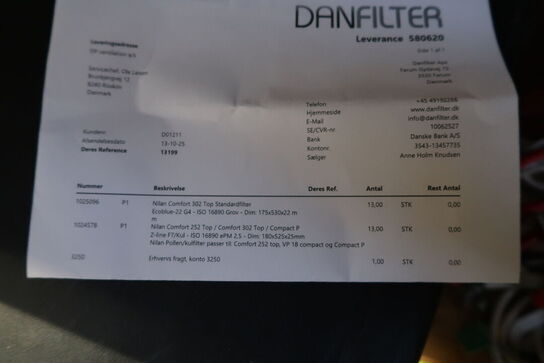 DANFILTER
Leverance 580620
Side 1 af 1
Leveringsadresse
DP ventilation a/s
Servicechef: Ole Larsen
Brunbjergvej 12
8240 Risskov
Danmark
Danfilter Aps
Farum Gydevej 73
3520 Farum
Danmark
Telefon +45 49192266
Hjemmeside www.danfilter.dk
E-Mail info@danfilter.dk
SE/CVR-nr. 10062527
Bank Danske Bank A/S
Kontonr. 3543-13457735
Sælger Anne Holm Knudsen
Kundenr. D01211
Afsendelsesdato 13-10-25
Deres Reference 13199
Nummer Beskrivelse Deres Ref. Antal Rest Antal
1025096 P1 Nilan Comfort 302 Top Standardfilter 13,00 STK 0,00
Ecoblue-22 G4 - ISO 16890 Grov - Dim: 175x530x22 m
m
1024578 P1 Nilan Comfort 252 Top / Comfort 302 Top / Compact P 13,00 STK 0,00
Z-line F7/Kul - ISO 16890 ePM 2,5 - Dim: 180x525x25mm
Nilan Pollen/kulfilter passer til: Comfort 252 top, VP 18 compact og Compact P
3250 Erhvervs fragt, konto 3250 1,00 STK 0,00